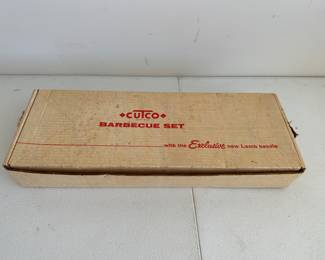 CUTCO
BARBECUE SET
with the Exclusive new Lamb handle